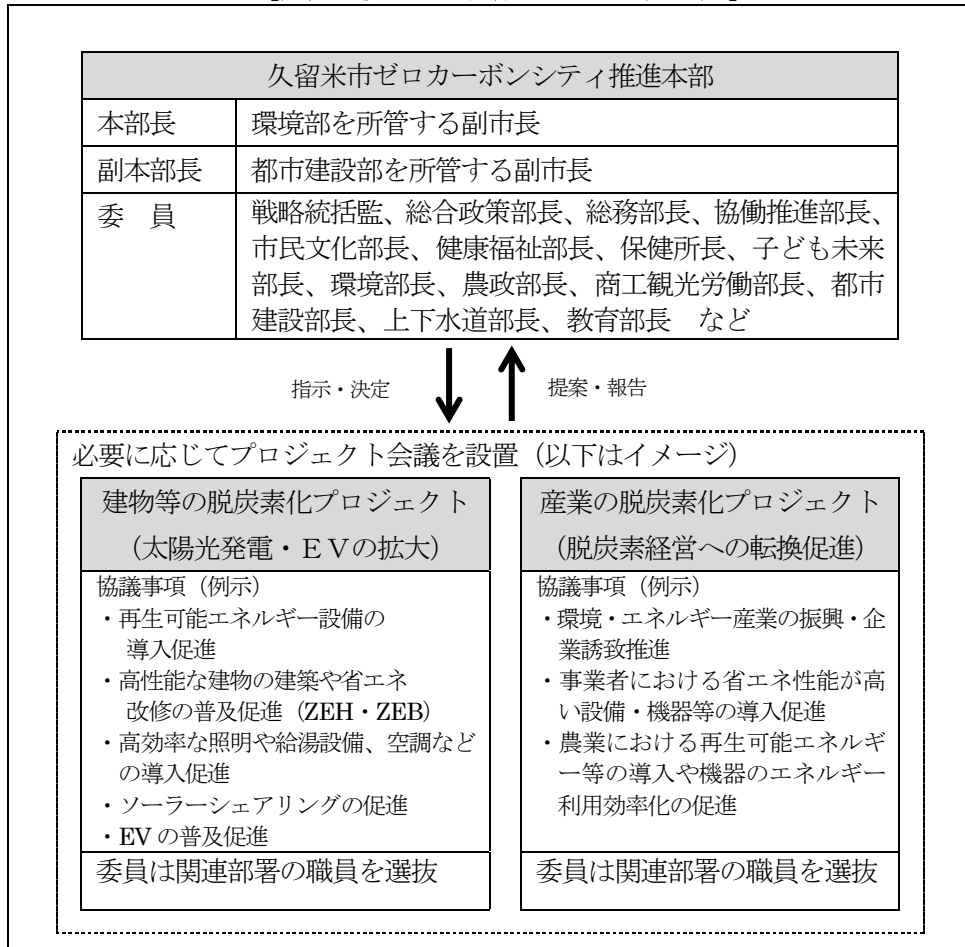 久留米市ゼロカーボンシティ推進本部
本部長 環境部を所管する副市長
副本部長 都市建設部を所管する副市長
委　員 戦略統括監、総合政策部長、総務部長、協働推進部長、
市民文化部長、健康福祉部長、保健所長、子ども未来
部長、環境部長、農政部長、商工観光労働部長、都市
建設部長、上下水道部長、教育部長　など
指示・決定 提案・報告
必要に応じてプロジェクト会議を設置（以下はイメージ）
建物等の脱炭素化プロジェクト
（太陽光発電・ＥＶの拡大）
協議事項（例示）
・再生可能エネルギー設備の
導入促進
・高性能な建物の建築や省エネ
改修の普及促進（ZEH・ZEB）
・高効率な照明や給湯設備、空調など
の導入促進
・ソーラーシェアリングの促進
・EV の普及促進
委員は関連部署の職員を選抜
産業の脱炭素化プロジェクト
（脱炭素経営への転換促進）
協議事項（例示）
・環境・エネルギー産業の振興・企
業誘致推進
・事業者における省エネ性能が高
い設備・機器等の導入促進
・農業における再生可能エネルギ
ー等の導入や機器のエネルギー
利用効率化の促進
委員は関連部署の職員を選抜